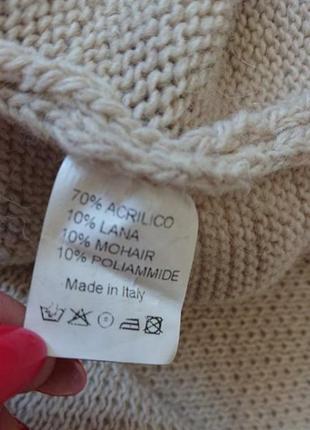 70% ACRILICO
10% LANA
10% MOHAIR
10% POLIAMMIDE
Made in Italy